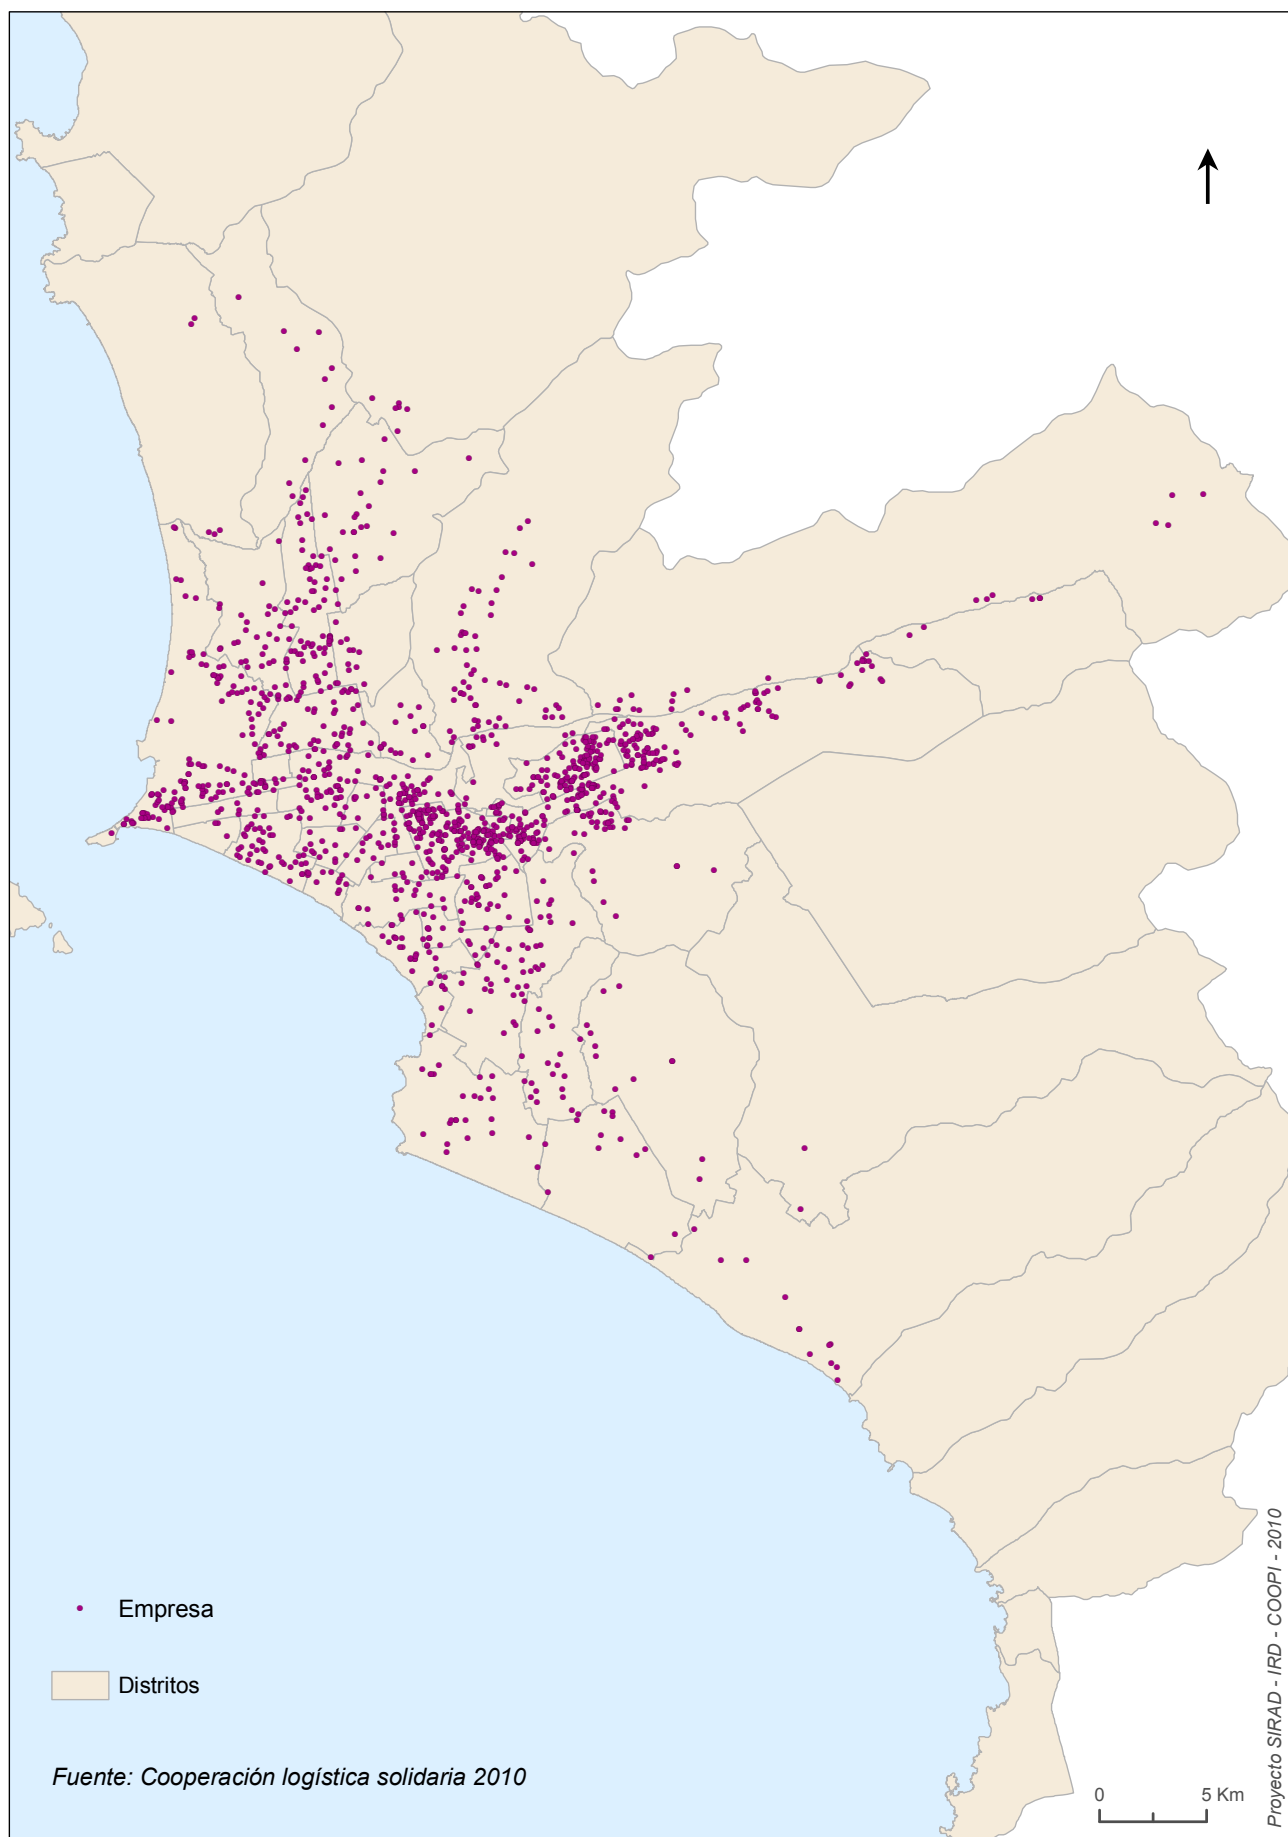 Empresa
Distritos
Fuente: Cooperación logística solidaria 2010
0 5 Km
Proyecto SIRAD - IRD - COOPI - 2010